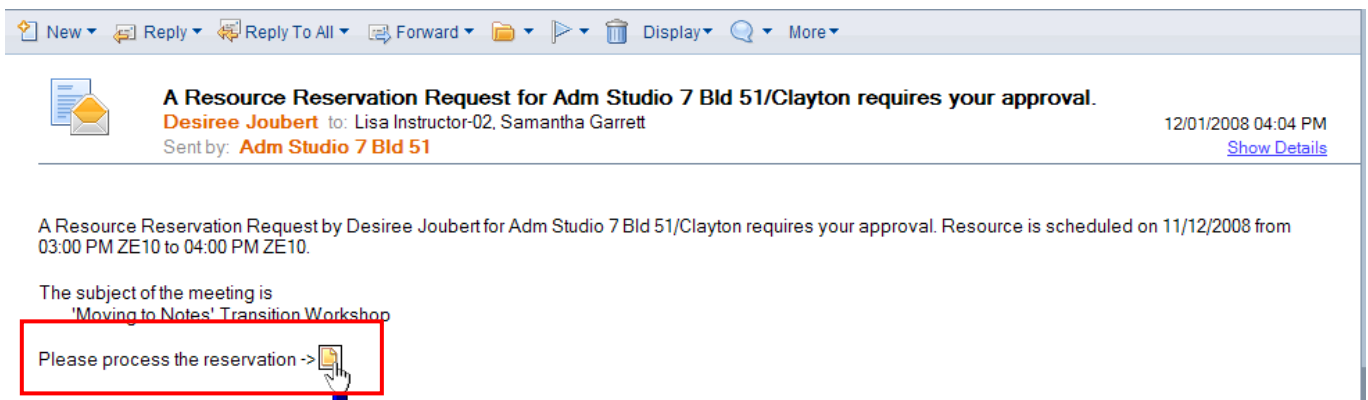 New Reply Reply To All Forward Display More
A Resource Reservation Request for Adm Studio 7 Bld 51/Clayton requires your approval.
Desiree Joubert to: Lisa Instructor-02, Samantha Garrett
12/01/2008 04:04 PM
Sent by: Adm Studio 7 Bld 51
Show Details
A Resource Reservation Request by Desiree Joubert for Adm Studio 7 Bld 51/Clayton requires your approval. Resource is scheduled on 11/12/2008 from
03:00 PM ZE10 to 04:00 PM ZE10.
The subject of the meeting is
'Moving to Notes' Transition Workshop
Please process the reservation ->